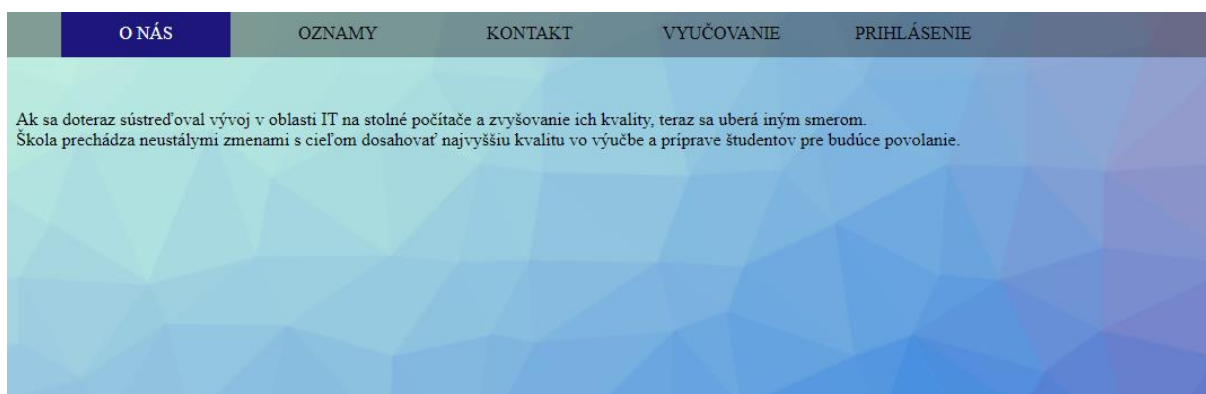 O NÁS OZNAMY KONTAKT VYUČOVANIE PRIHLÁSENIE
Ak sa doteraz sústreďoval vývoj v oblasti IT na stolné počítače a zvyšovanie ich kvality, teraz sa uberá iným smerom.
Škola prechádza neustálymi zmenami s cieľom dosahovať najvyššiu kvalitu vo výučbe a príprave študentov pre budúce povolanie.